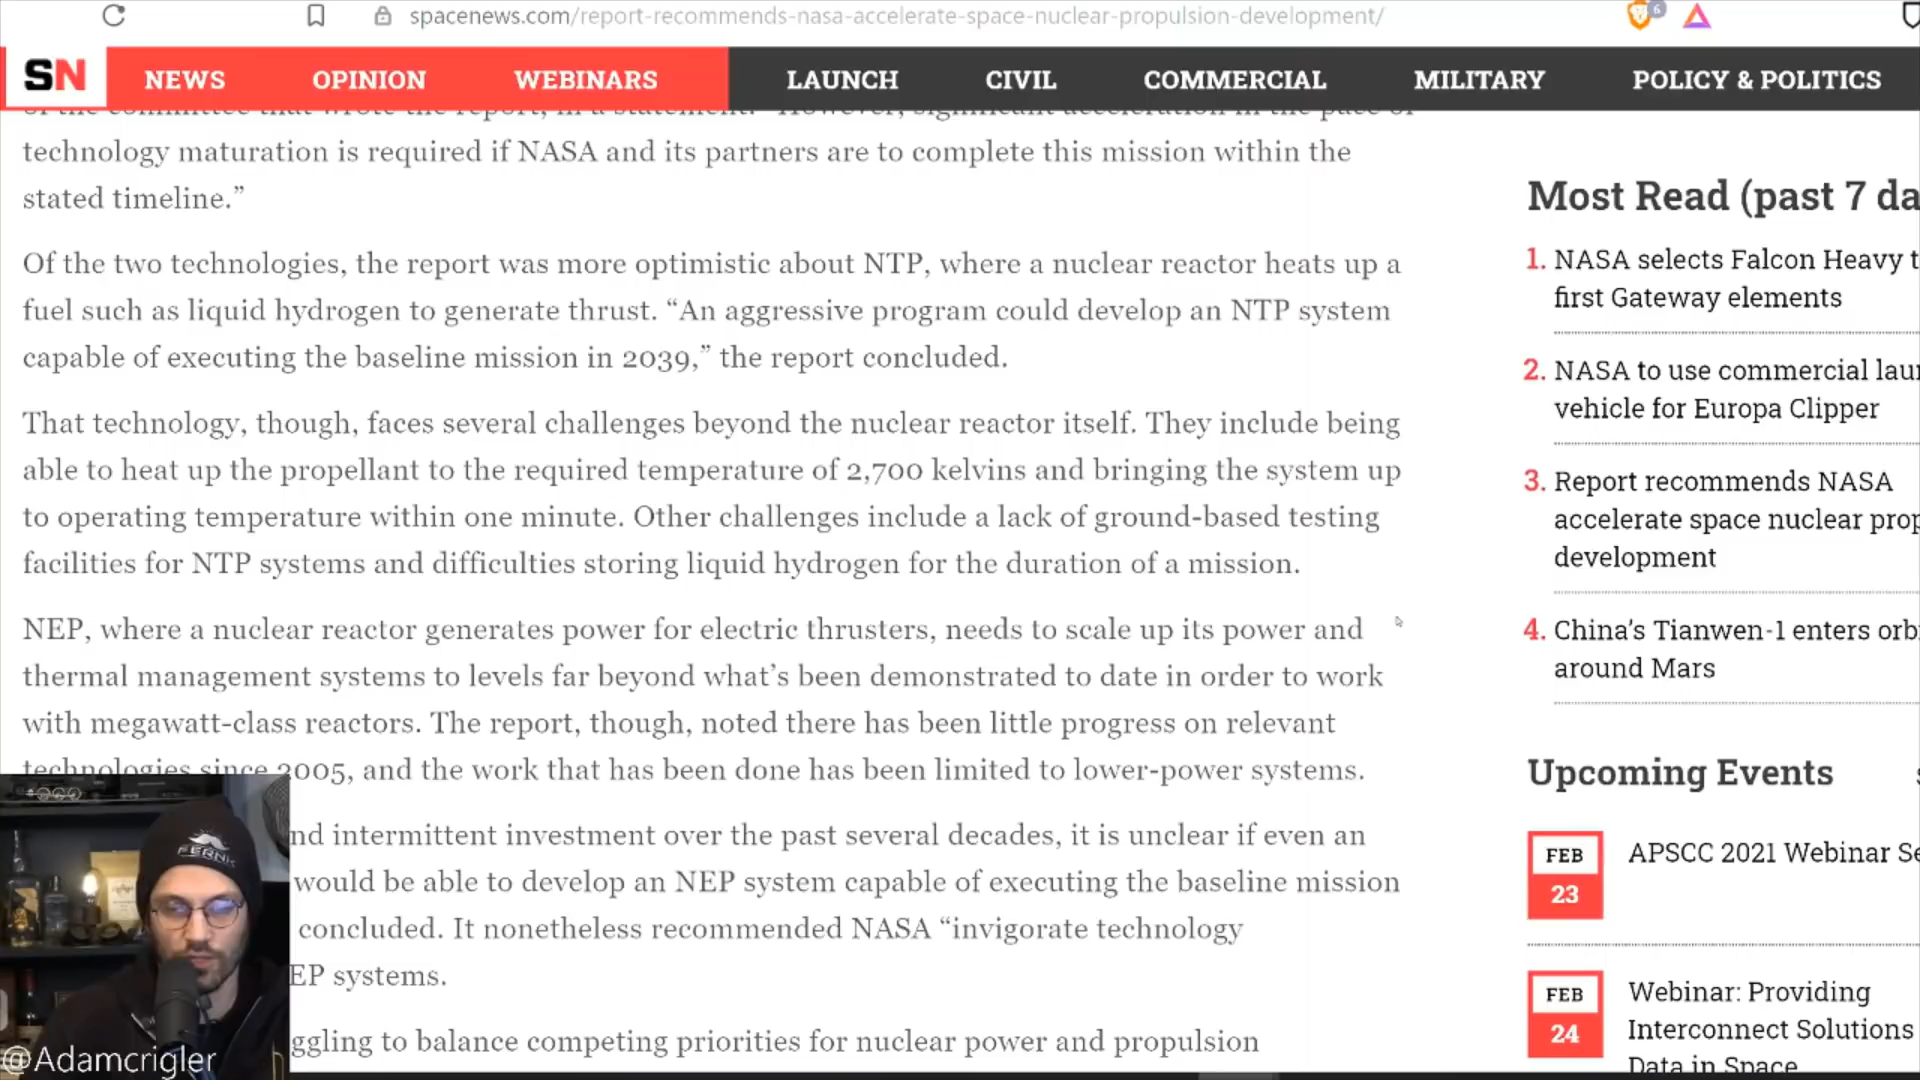 spacenews.com/report-recommends-nasa-accelerate-space-nuclear-propulsion-development/
6
SN NEWS OPINION WEBINARS LAUNCH CIVIL COMMERCIAL MILITARY POLICY & POLITICS
of the committee that wrote the report, in a statement. “However, significant acceleration in the pace of
technology maturation is required if NASA and its partners are to complete this mission within the
stated timeline.”
Of the two technologies, the report was more optimistic about NTP, where a nuclear reactor heats up a
fuel such as liquid hydrogen to generate thrust. “An aggressive program could develop an NTP system
capable of executing the baseline mission in 2039,” the report concluded.
That technology, though, faces several challenges beyond the nuclear reactor itself. They include being
able to heat up the propellant to the required temperature of 2,700 kelvins and bringing the system up
to operating temperature within one minute. Other challenges include a lack of ground-based testing
facilities for NTP systems and difficulties storing liquid hydrogen for the duration of a mission.
NEP, where a nuclear reactor generates power for electric thrusters, needs to scale up its power and
thermal management systems to levels far beyond what’s been demonstrated to date in order to work
with megawatt-class reactors. The report, though, noted there has been little progress on relevant
technologies since 2005, and the work that has been done has been limited to lower-power systems.
nd intermittent investment over the past several decades, it is unclear if even an
would be able to develop an NEP system capable of executing the baseline mission
concluded. It nonetheless recommended NASA “invigorate technology
EP systems.
ggling to balance competing priorities for nuclear power and propulsion
Most Read (past 7 da
1. NASA selects Falcon Heavy t
first Gateway elements
2. NASA to use commercial lau
vehicle for Europa Clipper
3. Report recommends NASA
accelerate space nuclear prop
development
4. China’s Tianwen-1 enters orb
around Mars
Upcoming Events
FEB
23
APSCC 2021 Webinar Se
FEB
24
Webinar: Providing
Interconnect Solutions
Data in Space
@Adamcrigler